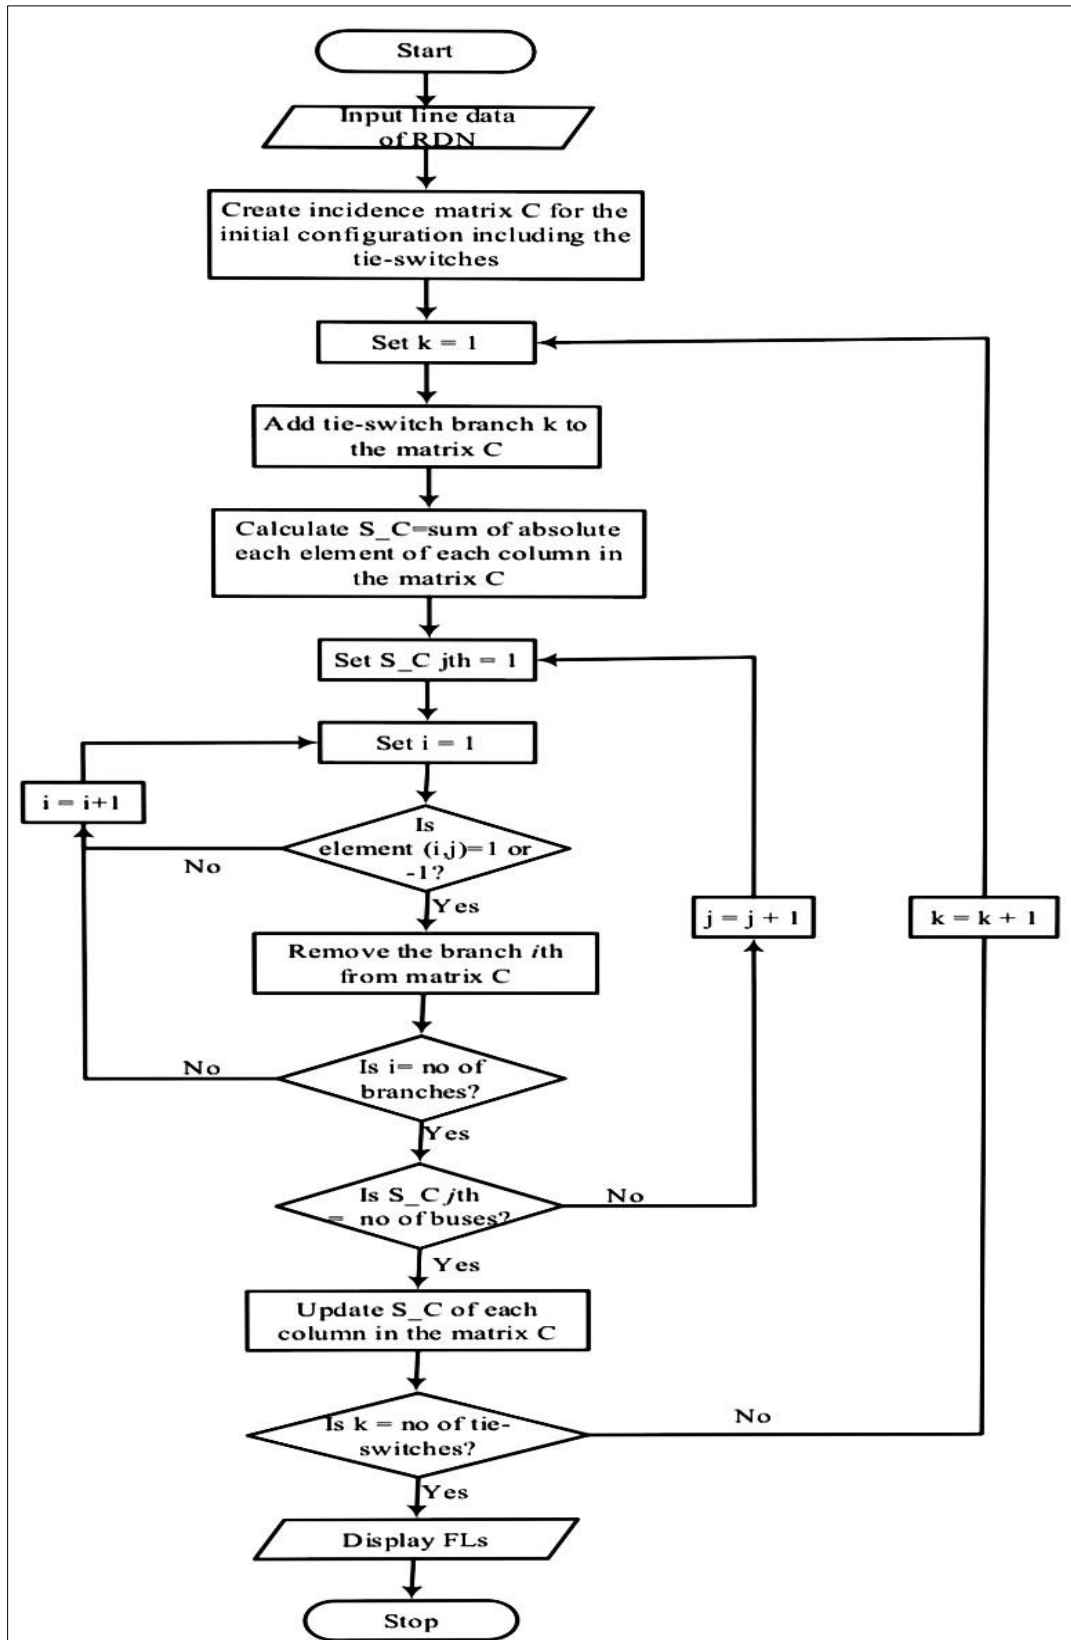 Start
Input line data
of RDN
Create incidence matrix C for the
initial configuration including the
tie-switches
Set k = 1
Add tie-switch branch k to
the matrix C
Calculate S_C=sum of absolute
each element of each column in
the matrix C
Set S_C jth = 1
Set i = 1
i = i+1
Is
element (i,j)=1 or
-1?
No
Yes
j = j + 1
k = k + 1
Remove the branch ith
from matrix C
Is i= no of
branches?
No
Yes
Is S_C jth
= no of buses?
No
Yes
Update S_C of each
column in the matrix C
Is k = no of tie-
switches?
No
Yes
Display FLs
Stop